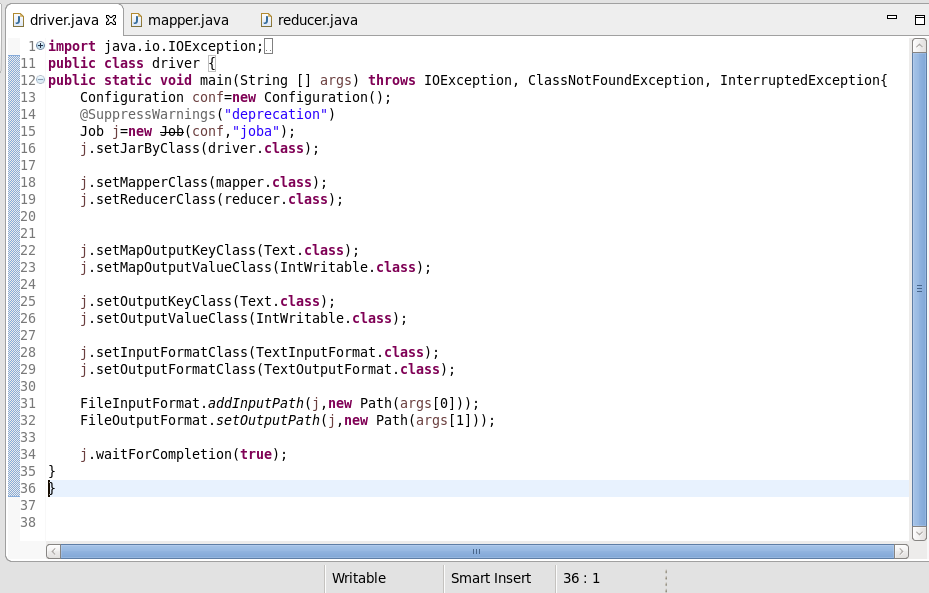 driver.java mapper.java reducer.java
1 import java.io.IOException;
11 public class driver {
12 public static void main(String [] args) throws IOException, ClassNotFoundException, InterruptedException{
13 Configuration conf=new Configuration();
14 @SuppressWarnings("deprecation")
15 Job j=new Job(conf,"joba");
16 j.setJarByClass(driver.class);
17
18 j.setMapperClass(mapper.class);
19 j.setReducerClass(reducer.class);
20
21
22 j.setMapOutputKeyClass(Text.class);
23 j.setMapOutputValueClass(IntWritable.class);
24
25 j.setOutputKeyClass(Text.class);
26 j.setOutputValueClass(IntWritable.class);
27
28 j.setInputFormatClass(TextInputFormat.class);
29 j.setOutputFormatClass(TextOutputFormat.class);
30
31 FileInputFormat.addInputPath(j,new Path(args[0]));
32 FileOutputFormat.setOutputPath(j,new Path(args[1]));
33
34 j.waitForCompletion(true);
35 }
36 }
37
38
Writable Smart Insert 36 : 1